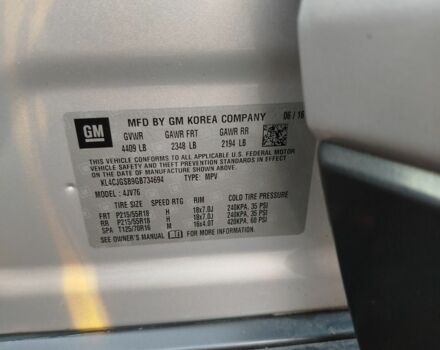 GM
MFD BY GM KOREA COMPANY 06 / 16
GVWR GAWR FRT GAWR RR
4409 LB 2348 LB 2194 LB
THIS VEHICLE CONFORMS TO ALL APPLICABLE U.S. FEDERAL MOTOR
VEHICLE SAFETY AND THEFT PREVENTION STANDARDS IN EFFECT
ON THE DATE OF MANUFACTURE SHOWN ABOVE.
KL4CJGSB9GB734694 TYPE: MPV
MODEL: 4JV76
TIRE SIZE SPEED RTG RIM COLD TIRE PRESSURE
FRT P215/55R18 H 18x7.0J 240KPA, 35 PSI
RR P215/55R18 H 18x7.0J 240KPA, 35 PSI
SPA T125/70R16 M 16x4.0T 420KPA, 60 PSI
SEE OWNER'S MANUAL FOR MORE INFORMATION.